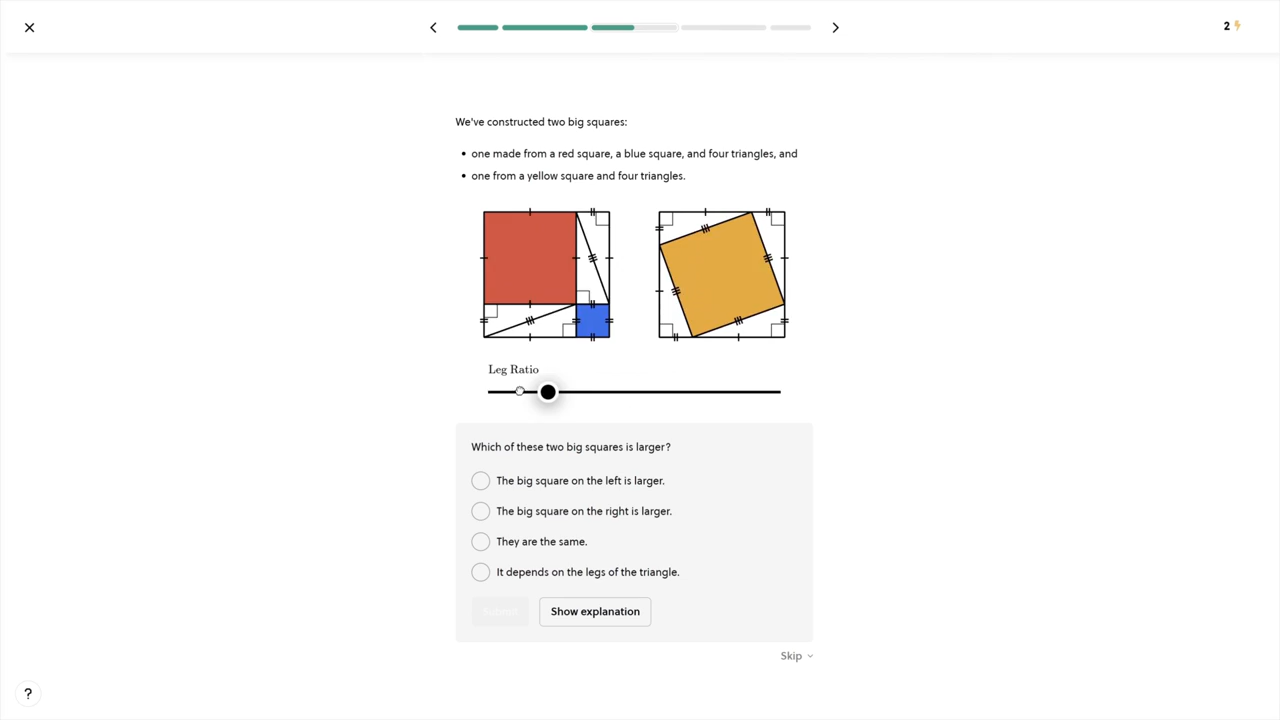 2
We've constructed two big squares:
• one made from a red square, a blue square, and four triangles, and
• one from a yellow square and four triangles.
Leg Ratio
Which of these two big squares is larger?
The big square on the left is larger.
The big square on the right is larger.
They are the same.
It depends on the legs of the triangle.
Submit Show explanation
Skip
?